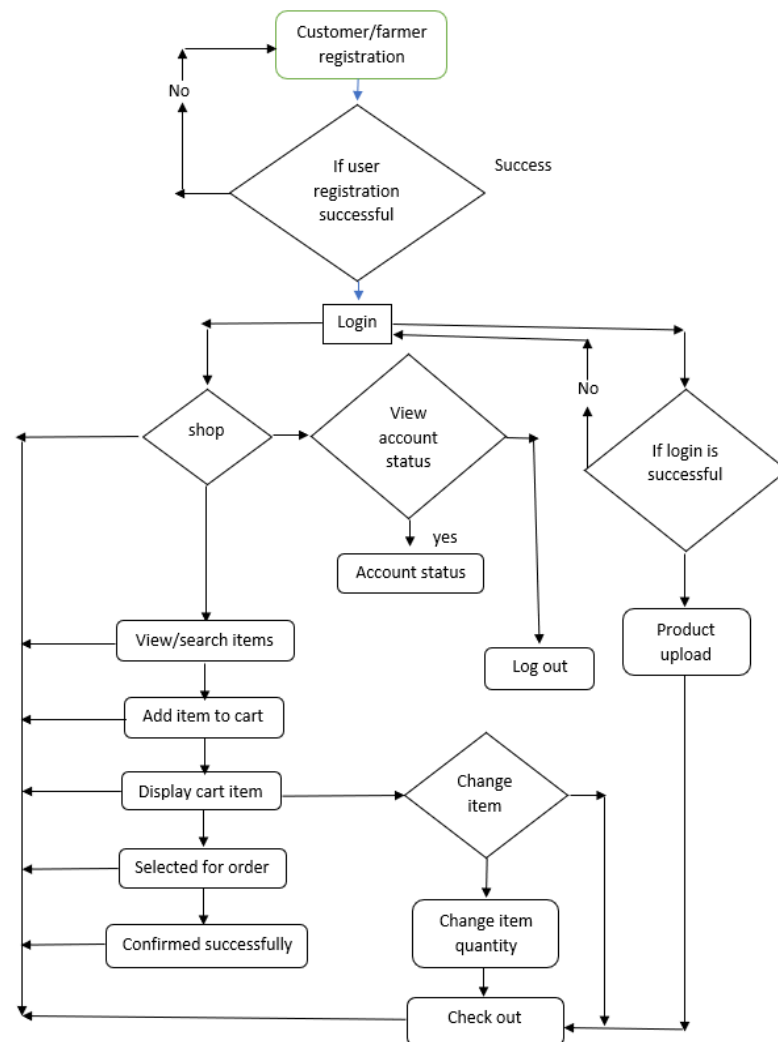 Customer/farmer
registration
No
If user
registration
successful
Success
Login
No
shop
View
account
status
If login is
successful
yes
Account status
View/search items
Product
upload
Log out
Add item to cart
Display cart item
Change
item
Selected for order
Change item
quantity
Confirmed successfully
Check out